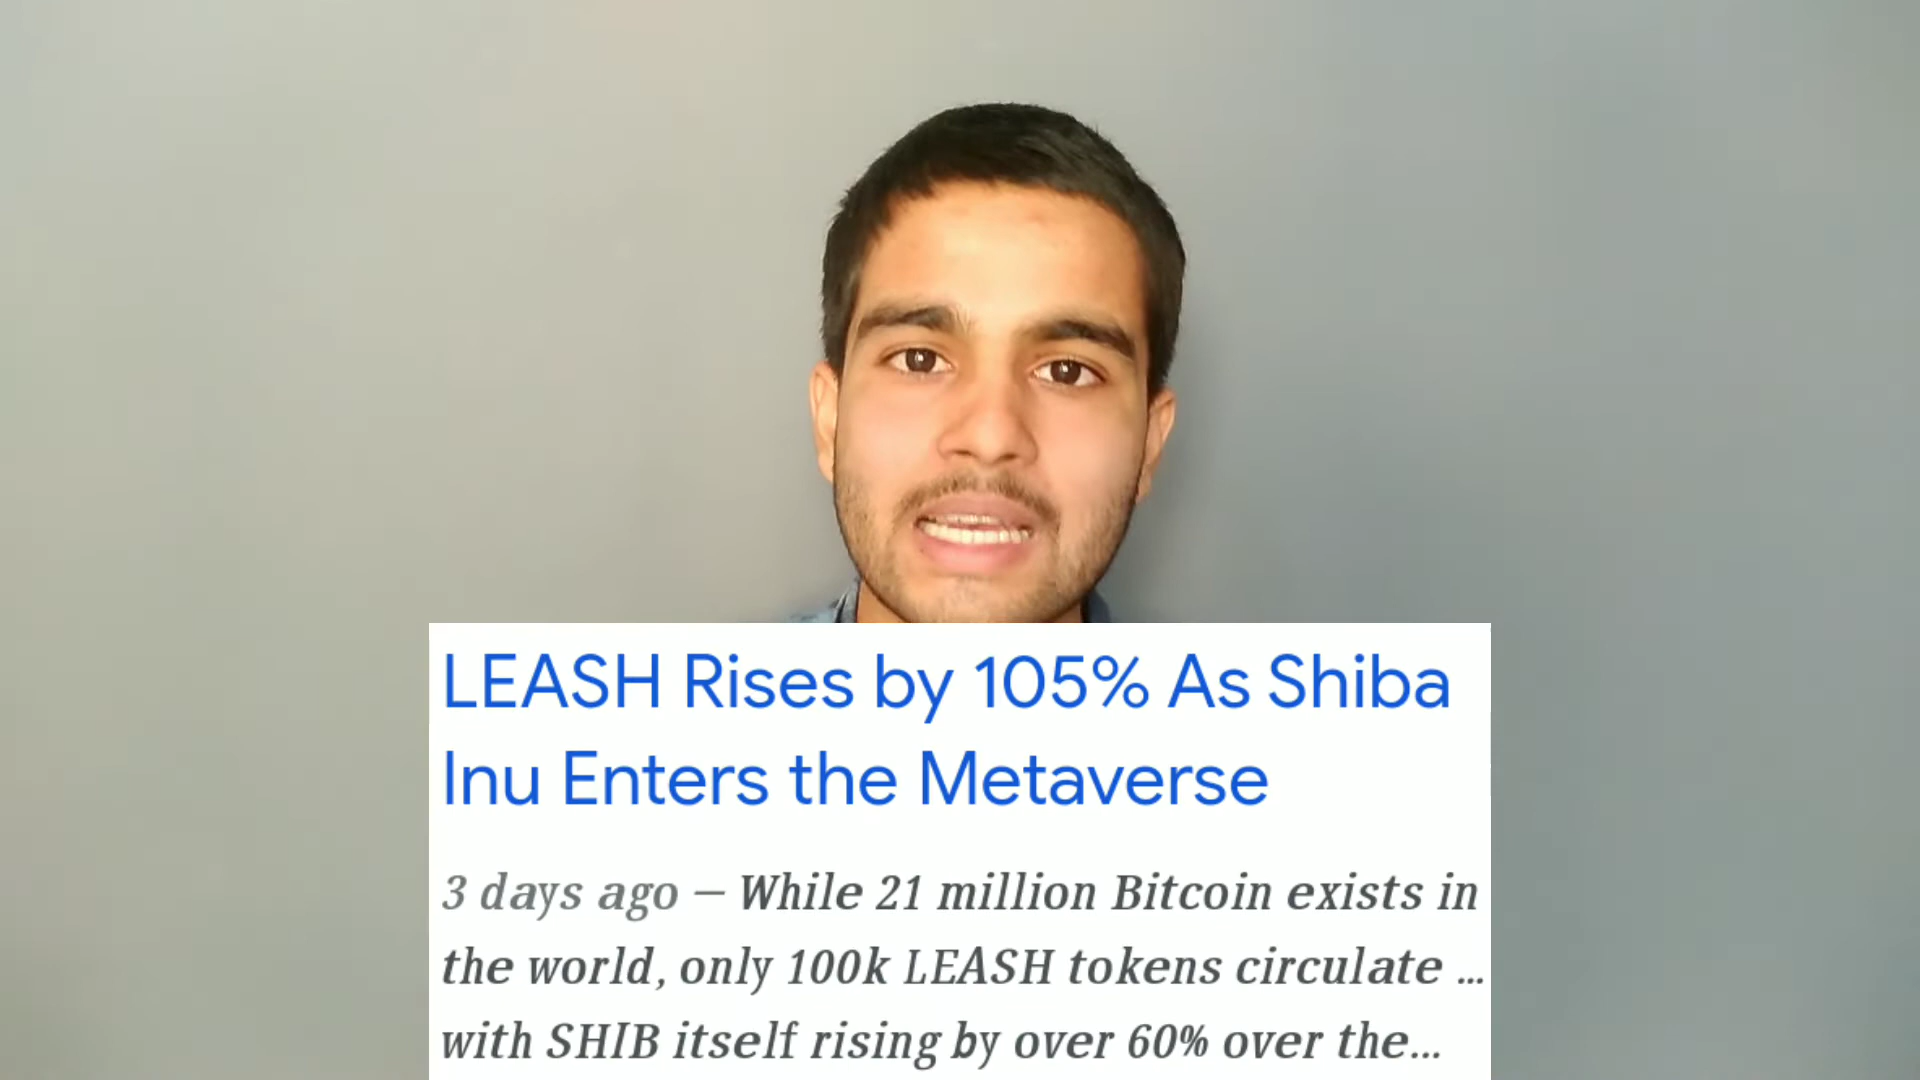 LEASH Rises by 105% As Shiba
Inu Enters the Metaverse
3 days ago — While 21 million Bitcoin exists in
the world, only 100k LEASH tokens circulate ...
with SHIB itself rising by over 60% over the...